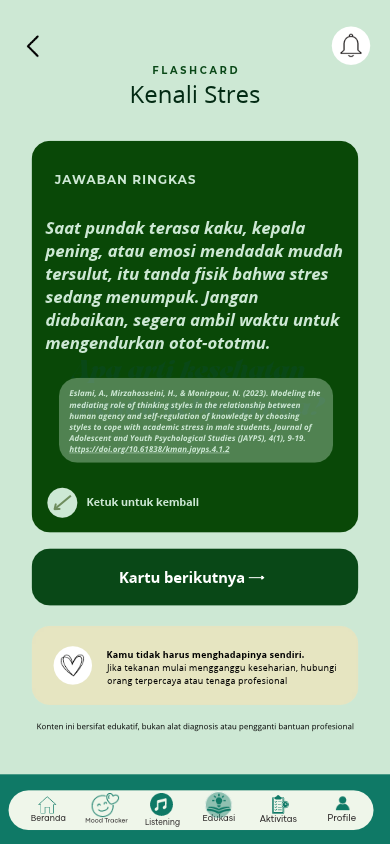 FLASHCARD
Kenali Stres
JAWABAN RINGKAS
Saat pundak terasa kaku, kepala
pening, atau emosi mendadak mudah
tersulut, itu tanda fisik bahwa stres
sedang menumpuk. Jangan
diabaikan, segera ambil waktu untuk
mengendurkan otot-ototmu.
Eslami, A., Mirzahosseini, H., & Monirpour, N. (2023). Modeling the
mediating role of thinking styles in the relationship between
human agency and self-regulation of knowledge by choosing
styles to cope with academic stress in male students. Journal of
Adolescent and Youth Psychological Studies (JAYPS), 4(1), 9-19.
https://doi.org/10.61838/kman.jayps.4.1.2
Ketuk untuk kembali
Kartu berikutnya →
Kamu tidak harus menghadapinya sendiri.
Jika tekanan mulai mengganggu keseharian, hubungi
orang terpercaya atau tenaga profesional
Konten ini bersifat edukatif, bukan alat diagnosis atau pengganti bantuan profesional
Beranda
Mood Tracker
Listening
Edukasi
Aktivitas
Profile